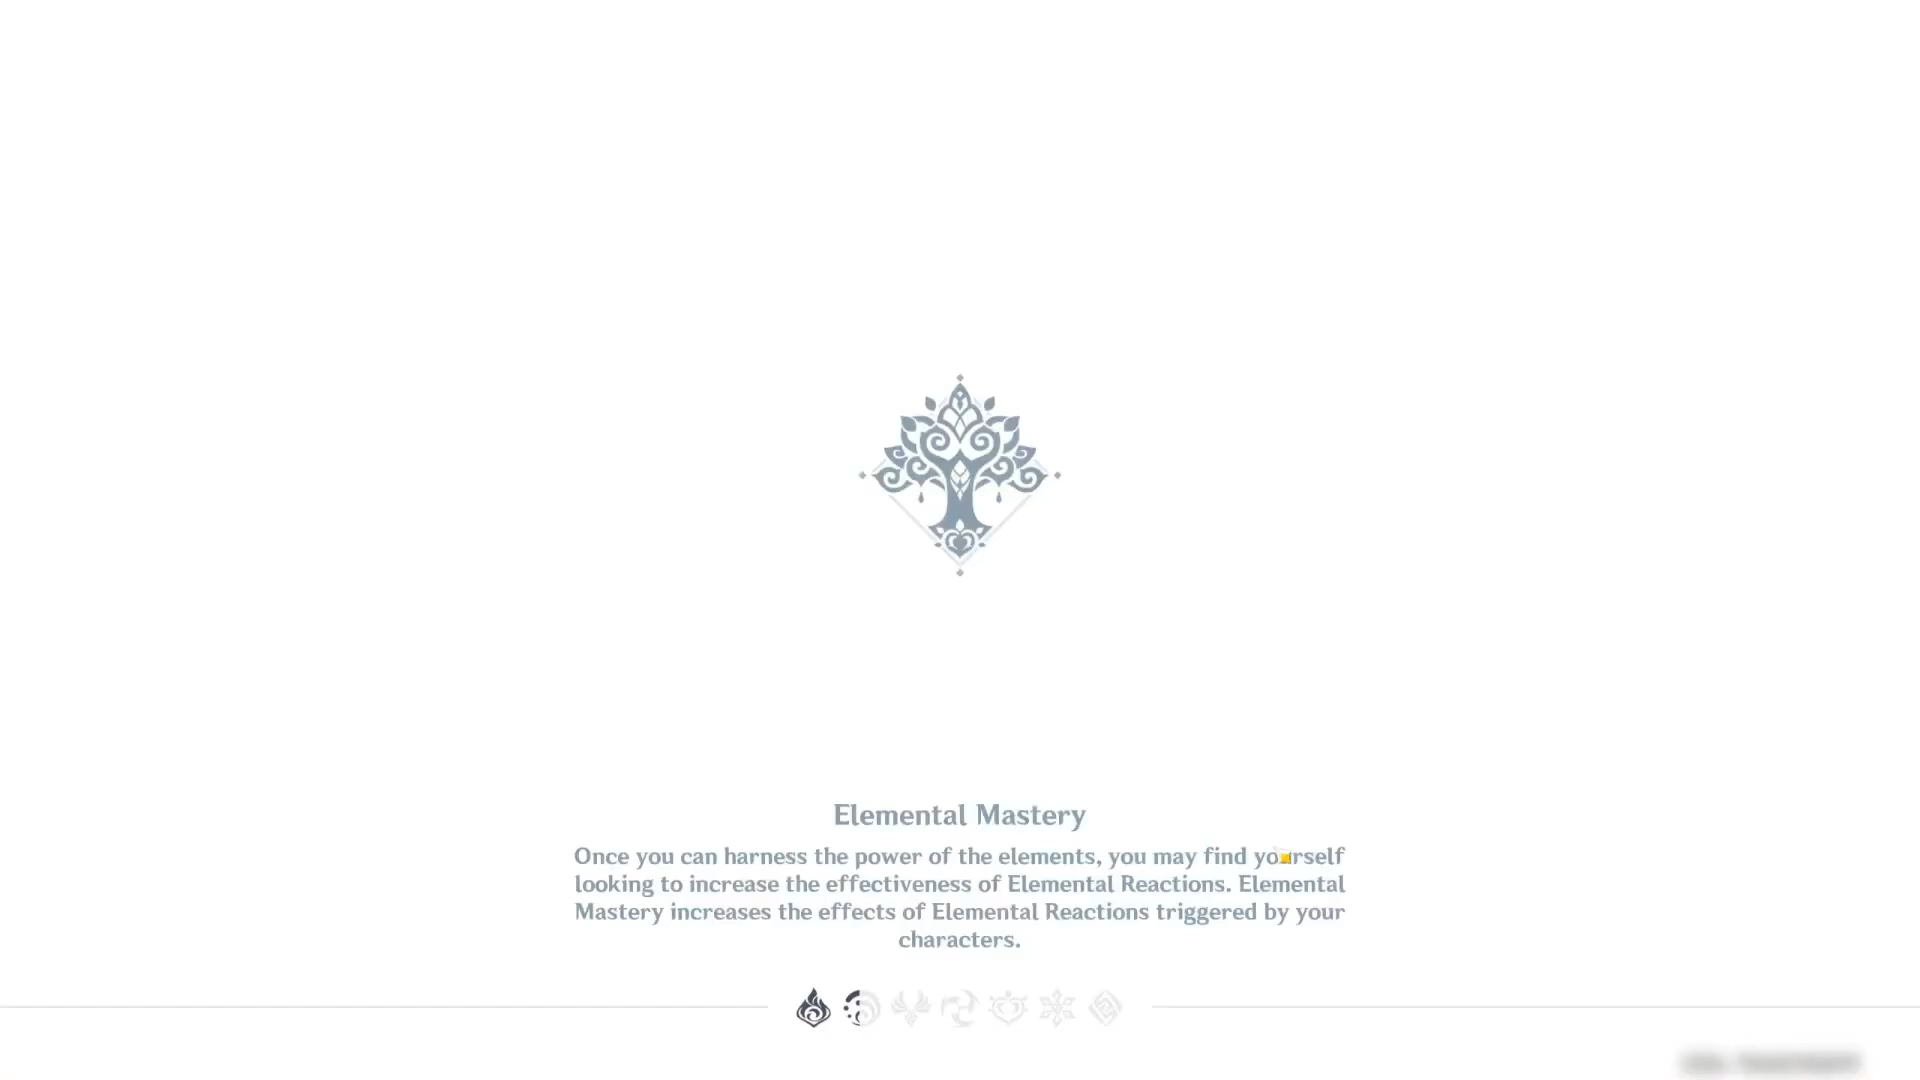 Elemental Mastery
Once you can harness the power of the elements, you may find yourself
looking to increase the effectiveness of Elemental Reactions. Elemental
Mastery increases the effects of Elemental Reactions triggered by your
characters.